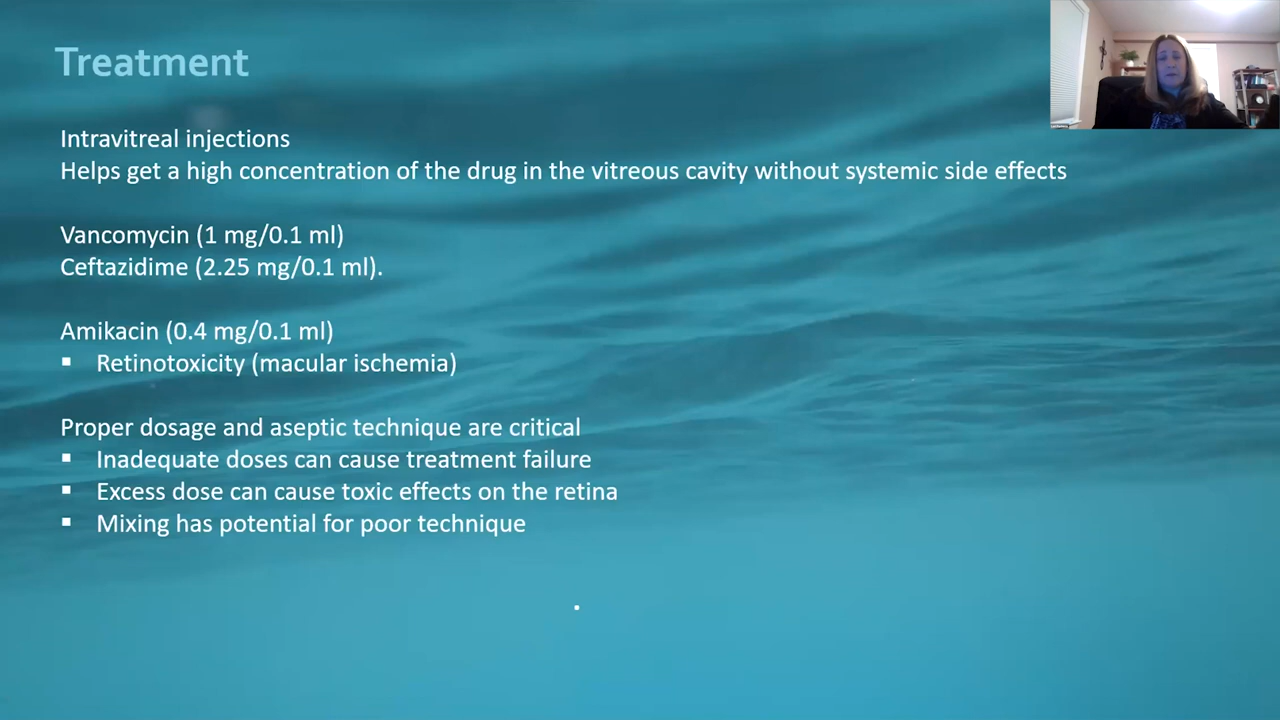 Treatment
Intravitreal injections
Helps get a high concentration of the drug in the vitreous cavity without systemic side effects
Vancomycin (1 mg/0.1 ml)
Ceftazidime (2.25 mg/0.1 ml).
Amikacin (0.4 mg/0.1 ml)
▪ Retinotoxicity (macular ischemia)
Proper dosage and aseptic technique are critical
▪ Inadequate doses can cause treatment failure
▪ Excess dose can cause toxic effects on the retina
▪ Mixing has potential for poor technique
.